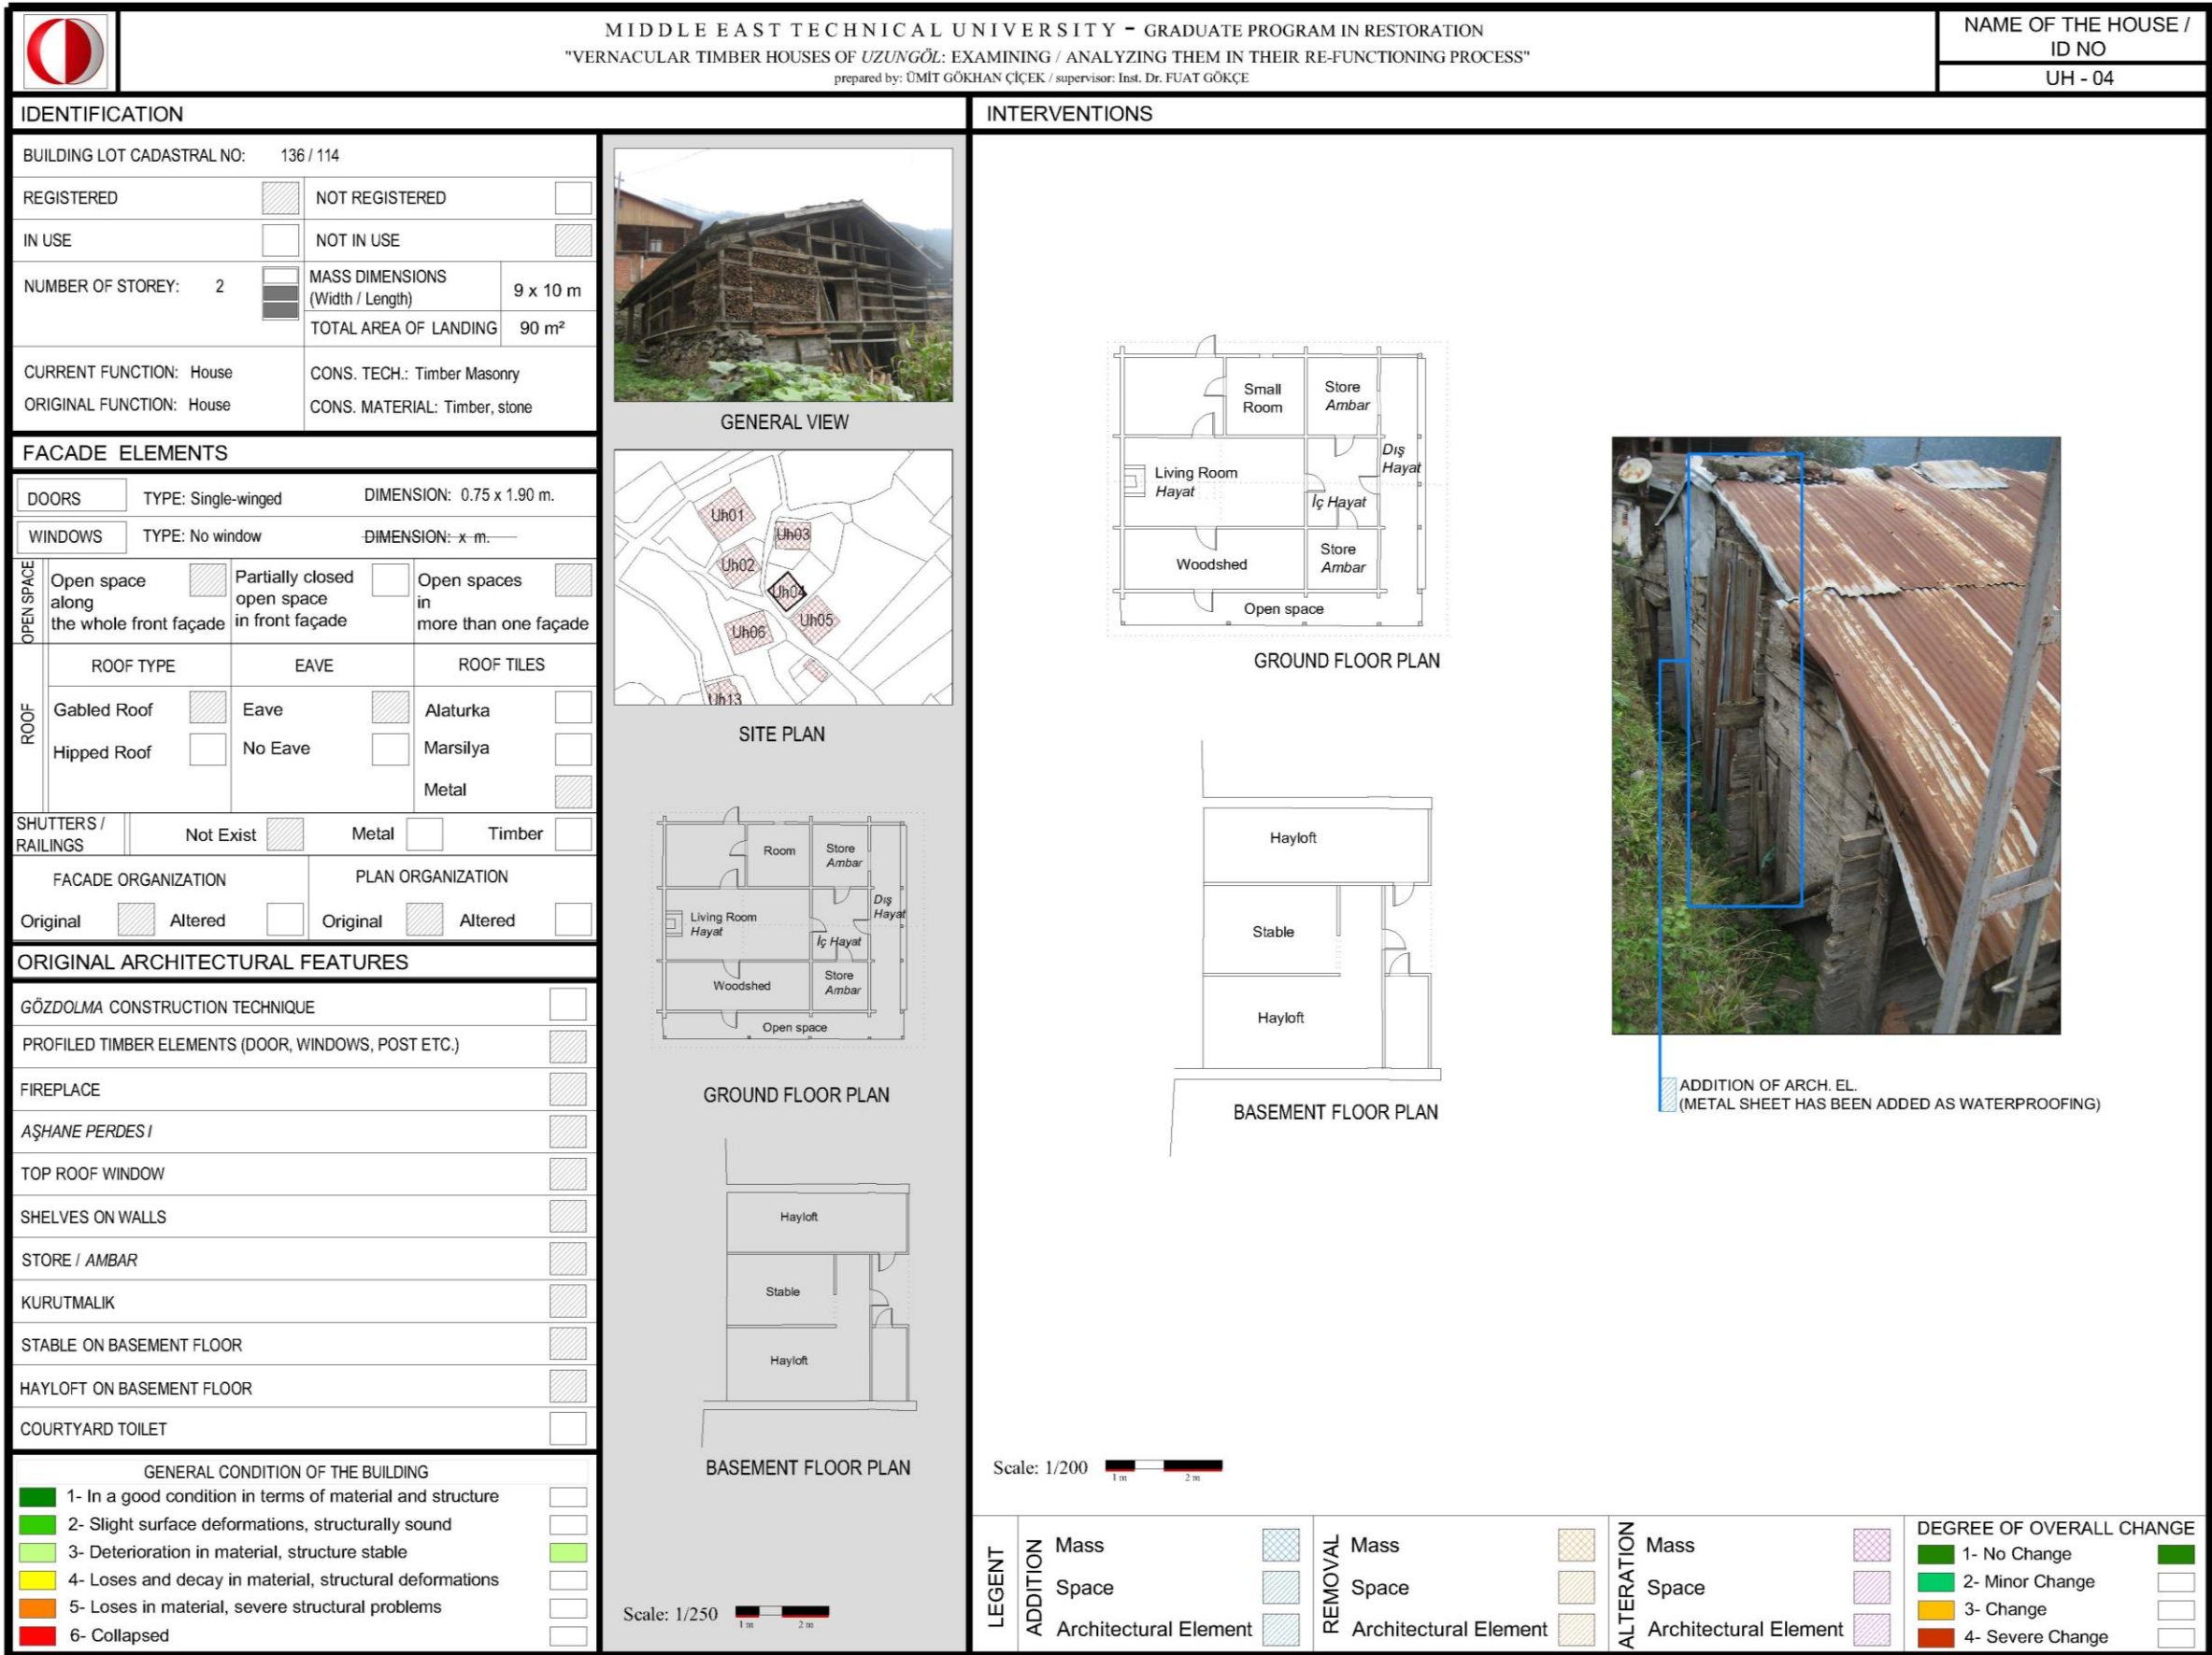 MIDDLE EAST TECHNICAL UNIVERSITY - GRADUATE PROGRAM IN RESTORATION
"VERNACULAR TIMBER HOUSES OF UZUNGÖL: EXAMINING / ANALYZING THEM IN THEIR RE-FUNCTIONING PROCESS"
prepared by: ÜMİT GÖKHAN ÇİÇEK / supervisor: Inst. Dr. FUAT GÖKÇE
NAME OF THE HOUSE /
ID NO
UH - 04
IDENTIFICATION
BUILDING LOT CADASTRAL NO: 136 / 114
REGISTERED NOT REGISTERED
IN USE NOT IN USE
NUMBER OF STOREY: 2
MASS DIMENSIONS
(Width / Length)
9 x 10 m
TOTAL AREA OF LANDING 90 m²
CURRENT FUNCTION: House
ORIGINAL FUNCTION: House
CONS. TECH.: Timber Masonry
CONS. MATERIAL: Timber, stone
FACADE ELEMENTS
DOORS TYPE: Single-winged DIMENSION: 0.75 x 1.90 m.
WINDOWS TYPE: No window DIMENSION: x m.
OPEN SPACE
Open space
along
the whole front façade
Partially closed
open space
in front façade
Open spaces
in
more than one façade
ROOF
ROOF TYPE EAVE ROOF TILES
Gabled Roof Eave Alaturka
Hipped Roof No Eave Marsilya
Metal
SHUTTERS /
RAILINGS
Not Exist Metal Timber
FACADE ORGANIZATION PLAN ORGANIZATION
Original Altered Original Altered
ORIGINAL ARCHITECTURAL FEATURES
GÖZDOLMA CONSTRUCTION TECHNIQUE
PROFILED TIMBER ELEMENTS (DOOR, WINDOWS, POST ETC.)
FIREPLACE
AŞHANE PERDES I
TOP ROOF WINDOW
SHELVES ON WALLS
STORE / AMBAR
KURUTMALIK
STABLE ON BASEMENT FLOOR
HAYLOFT ON BASEMENT FLOOR
COURTYARD TOILET
GENERAL CONDITION OF THE BUILDING
1- In a good condition in terms of material and structure
2- Slight surface deformations, structurally sound
3- Deterioration in material, structure stable
4- Loses and decay in material, structural deformations
5- Loses in material, severe structural problems
6- Collapsed
GENERAL VIEW
Uh01
Uh03
Uh02
Uh04
Uh05
Uh06
Uh13
SITE PLAN
Room
Store
Ambar
Dış
Hayat
Living Room
Hayat
İç Hayat
Woodshed
Store
Ambar
Open space
GROUND FLOOR PLAN
Hayloft
Stable
Hayloft
BASEMENT FLOOR PLAN
Scale: 1/250
1 m 2 m
INTERVENTIONS
Small
Room
Store
Ambar
Dış
Hayat
Living Room
Hayat
İç Hayat
Woodshed
Store
Ambar
Open space
GROUND FLOOR PLAN
Hayloft
Stable
Hayloft
BASEMENT FLOOR PLAN
ADDITION OF ARCH. EL.
(METAL SHEET HAS BEEN ADDED AS WATERPROOFING)
Scale: 1/200
1 m 2 m
LEGENT
ADDITION
Mass
Space
Architectural Element
REMOVAL
Mass
Space
Architectural Element
ALTERATION
Mass
Space
Architectural Element
DEGREE OF OVERALL CHANGE
1- No Change
2- Minor Change
3- Change
4- Severe Change